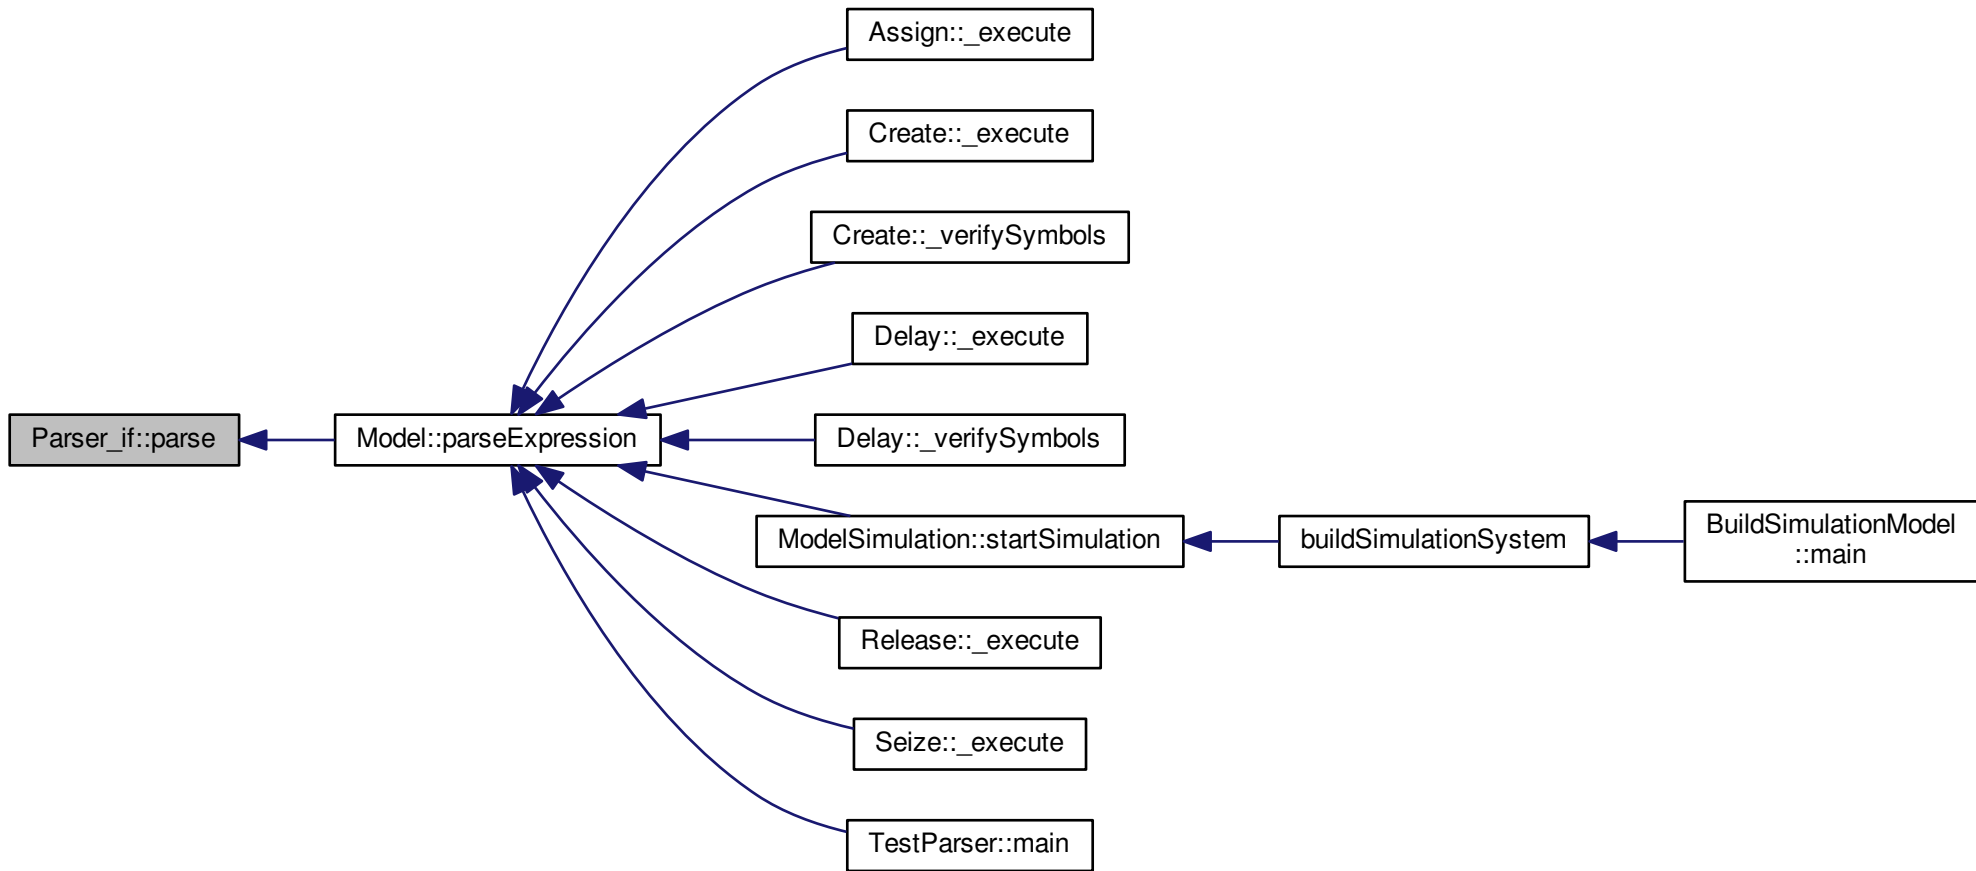 Assign::_execute
Create::_execute
Create::_verifySymbols
Delay::_execute
Parser_if::parse
Model::parseExpression
Delay::_verifySymbols
ModelSimulation::startSimulation
buildSimulationSystem
BuildSimulationModel
::main
Release::_execute
Seize::_execute
TestParser::main